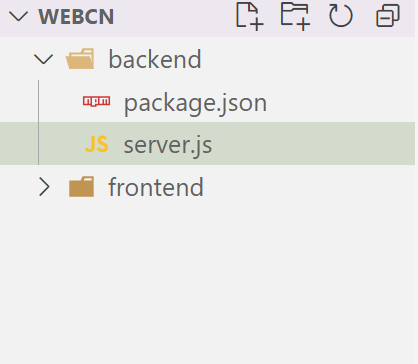 WEBCN
backend
package.json
JS server.js
frontend